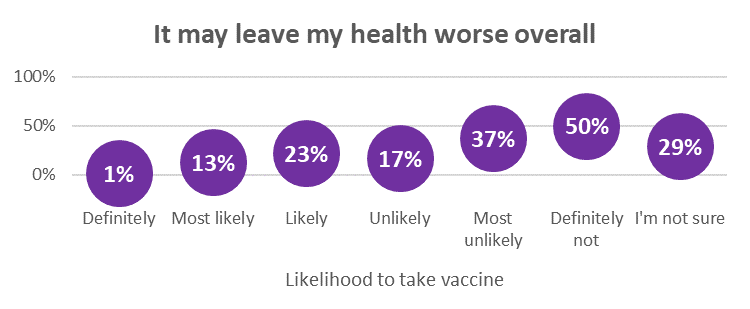 It may leave my health worse overall
100%
50%
0%
1%
13%
23%
17%
37%
50%
29%
Definitely
Most likely
Likely
Unlikely
Most
unlikely
Definitely
not
I'm not sure
Likelihood to take vaccine